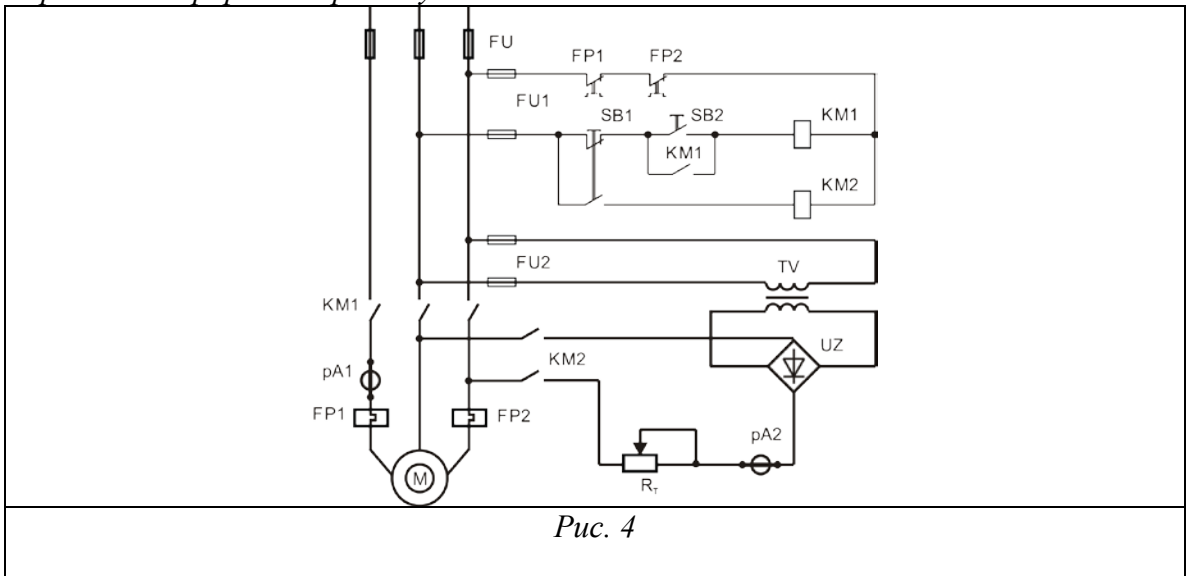 FU
FP1 FP2
FU1
SB1 SB2 KM1
KM1
KM2
FU2
TV
KM1
UZ
KM2
pA1
FP1 FP2
pA2
M
Rт
Рис. 4